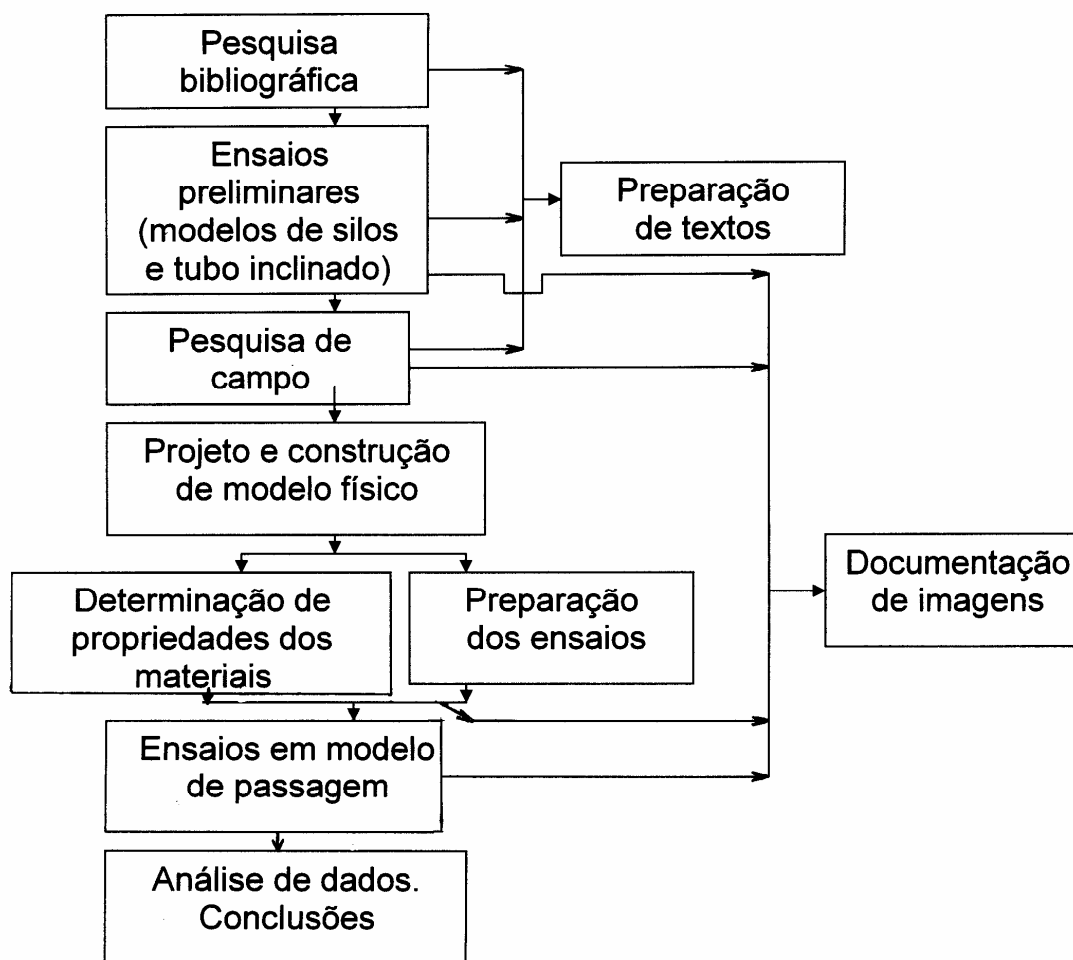 Pesquisa
bibliográfica
Ensaios
preliminares
(modelos de silos
e tubo inclinado)
Preparação
de textos
Pesquisa de
campo
Projeto e construção
de modelo físico
Determinação de
propriedades dos
materiais
Preparação
dos ensaios
Documentação
de imagens
Ensaios em modelo
de passagem
Análise de dados.
Conclusões